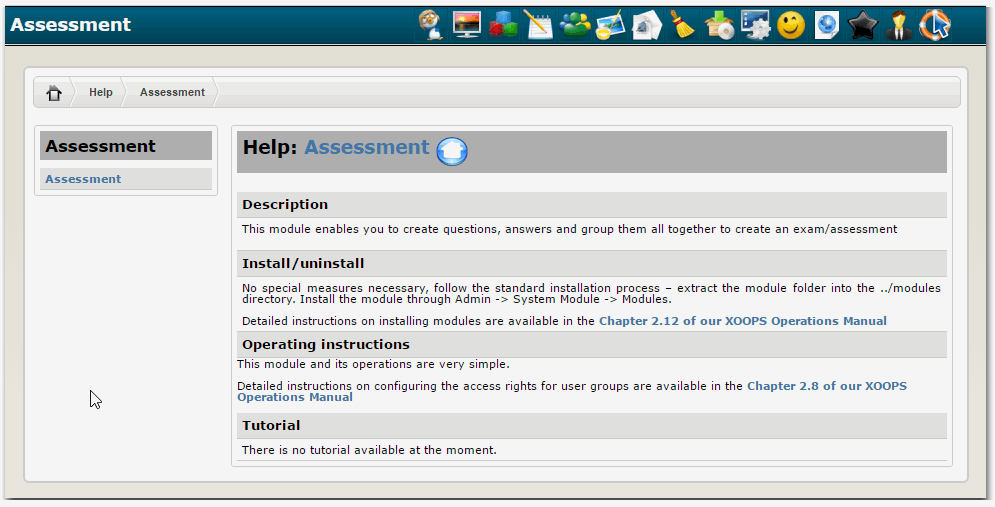 Assessment
Help
Assessment
Assessment
Assessment
Help: Assessment
Description
This module enables you to create questions, answers and group them all together to create an exam/assessment
Install/uninstall
No special measures necessary, follow the standard installation process – extract the module folder into the ../modules
directory. Install the module through Admin -> System Module -> Modules.
Detailed instructions on installing modules are available in the Chapter 2.12 of our XOOPS Operations Manual
Operating instructions
This module and its operations are very simple.
Detailed instructions on configuring the access rights for user groups are available in the Chapter 2.8 of our XOOPS
Operations Manual
Tutorial
There is no tutorial available at the moment.